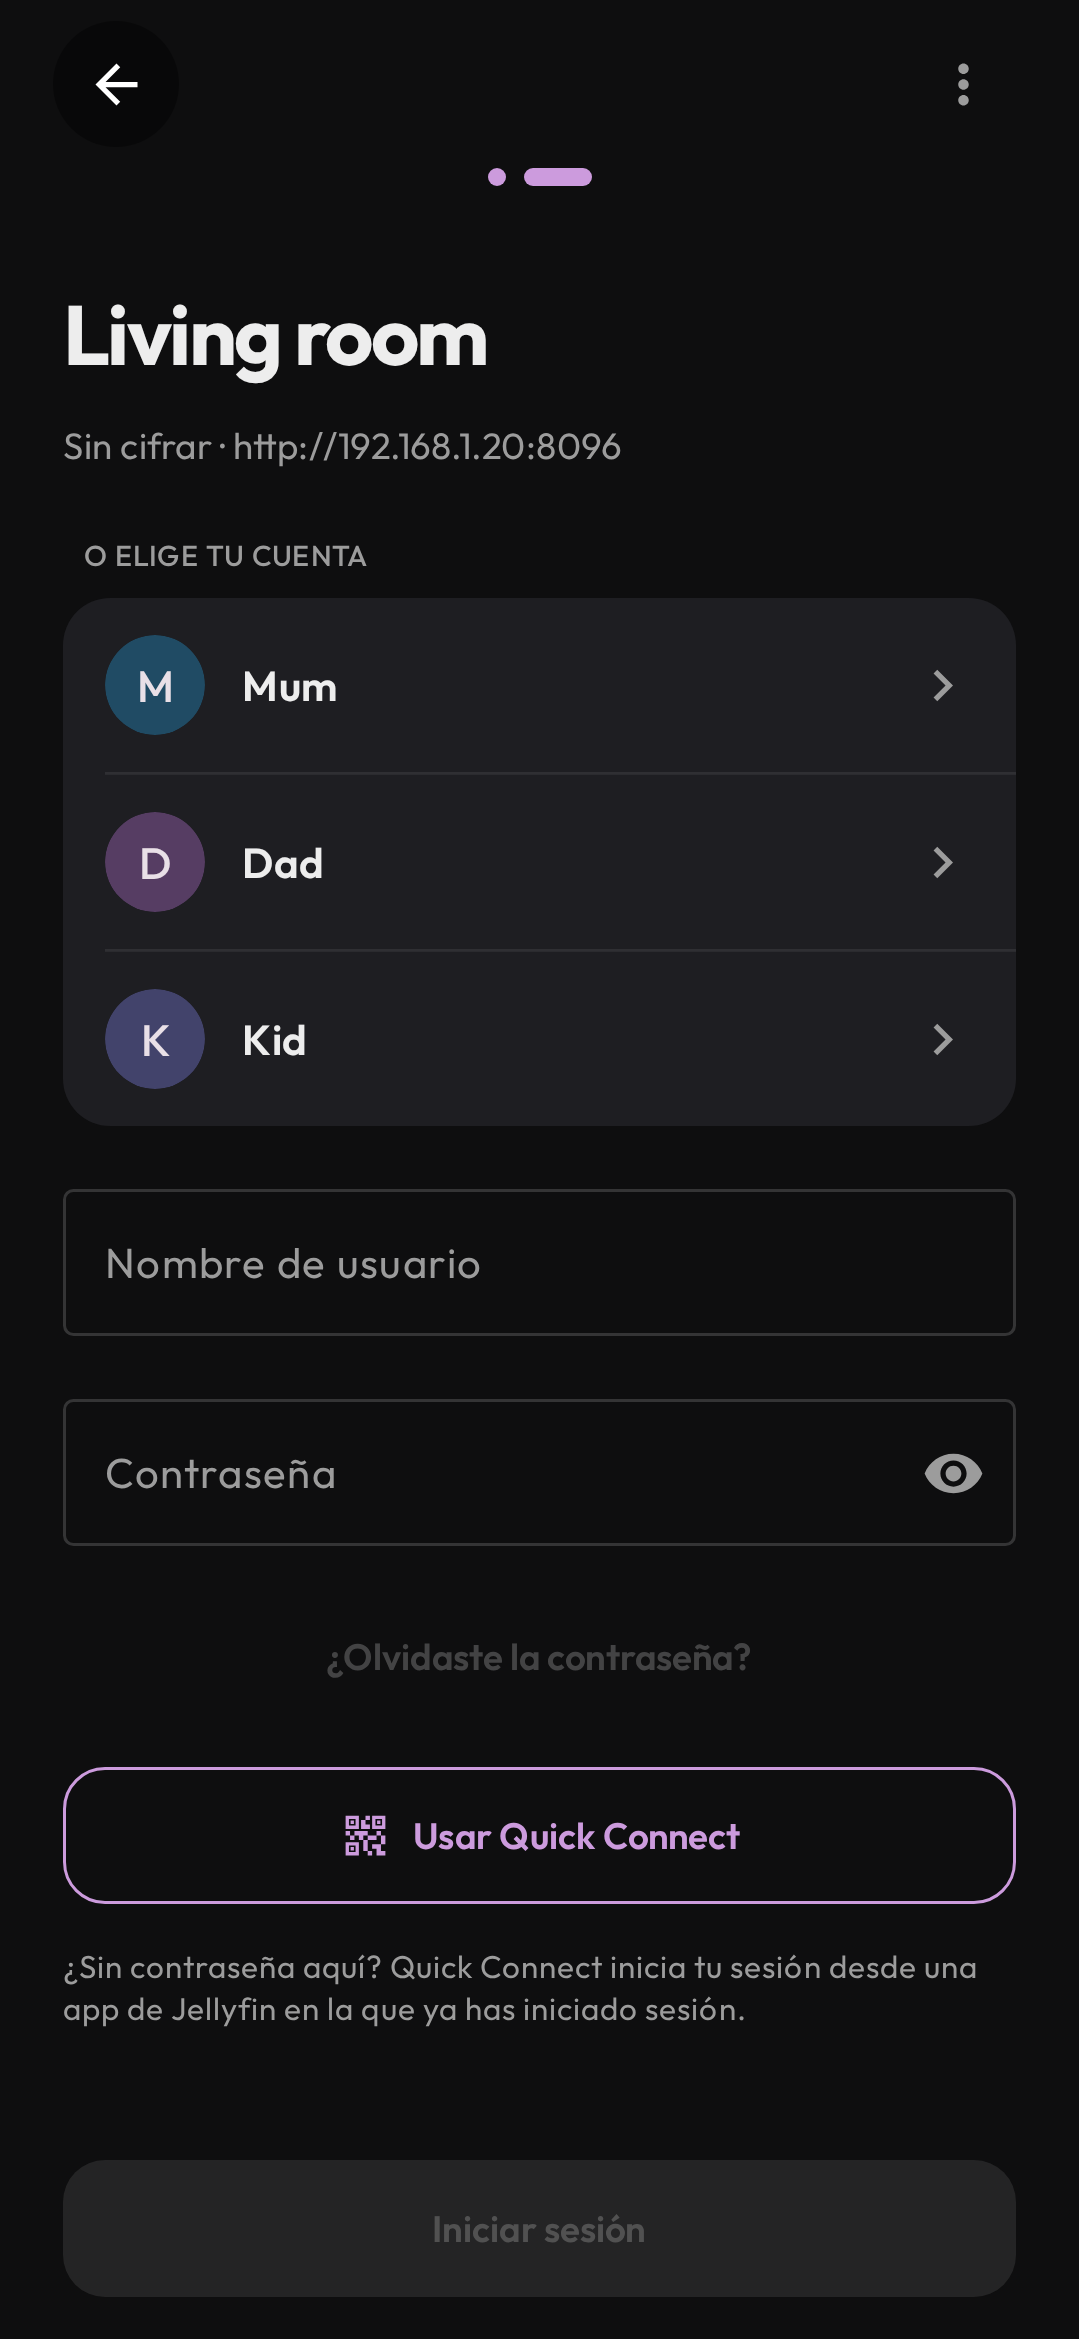 Living room
Sin cifrar · http://192.168.1.20:8096
O ELIGE TU CUENTA
M Mum
D Dad
K Kid
Nombre de usuario
Contraseña
¿Olvidaste la contraseña?
Usar Quick Connect
¿Sin contraseña aquí? Quick Connect inicia tu sesión desde una
app de Jellyfin en la que ya has iniciado sesión.
Iniciar sesión